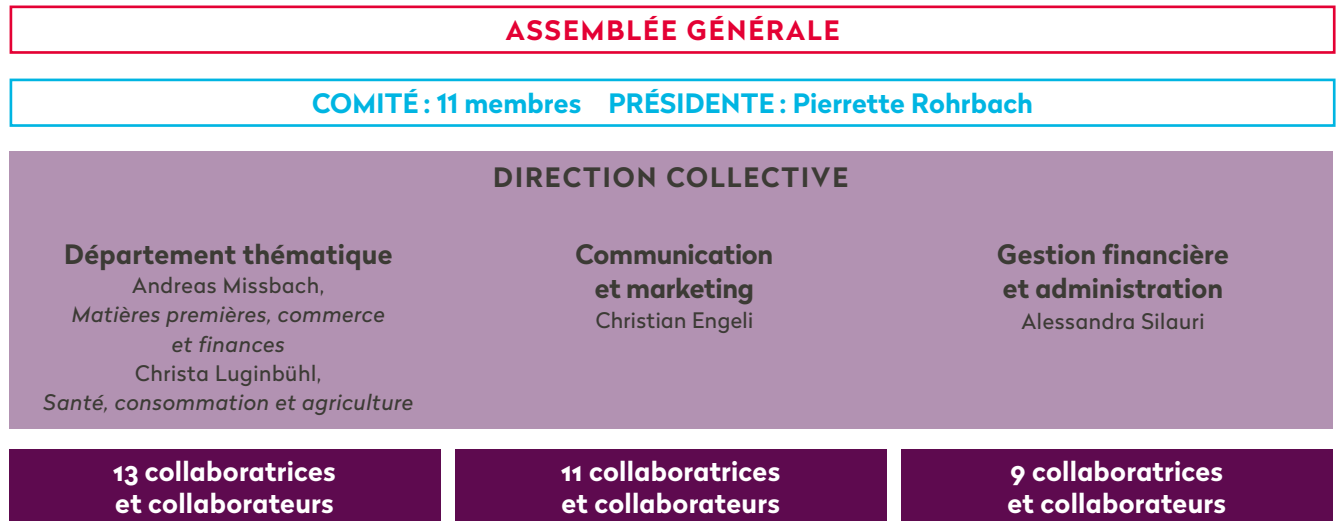 ASSEMBLÉE GÉNÉRALE
COMITÉ : 11 membres PRÉSIDENTE : Pierrette Rohrbach
DIRECTION COLLECTIVE
Département thématique
Andreas Missbach,
Matières premières, commerce
et finances
Christa Luginbühl,
Santé, consommation et agriculture
Communication
et marketing
Christian Engeli
Gestion financière
et administration
Alessandra Silauri
13 collaboratrices
et collaborateurs
11 collaboratrices
et collaborateurs
9 collaboratrices
et collaborateurs